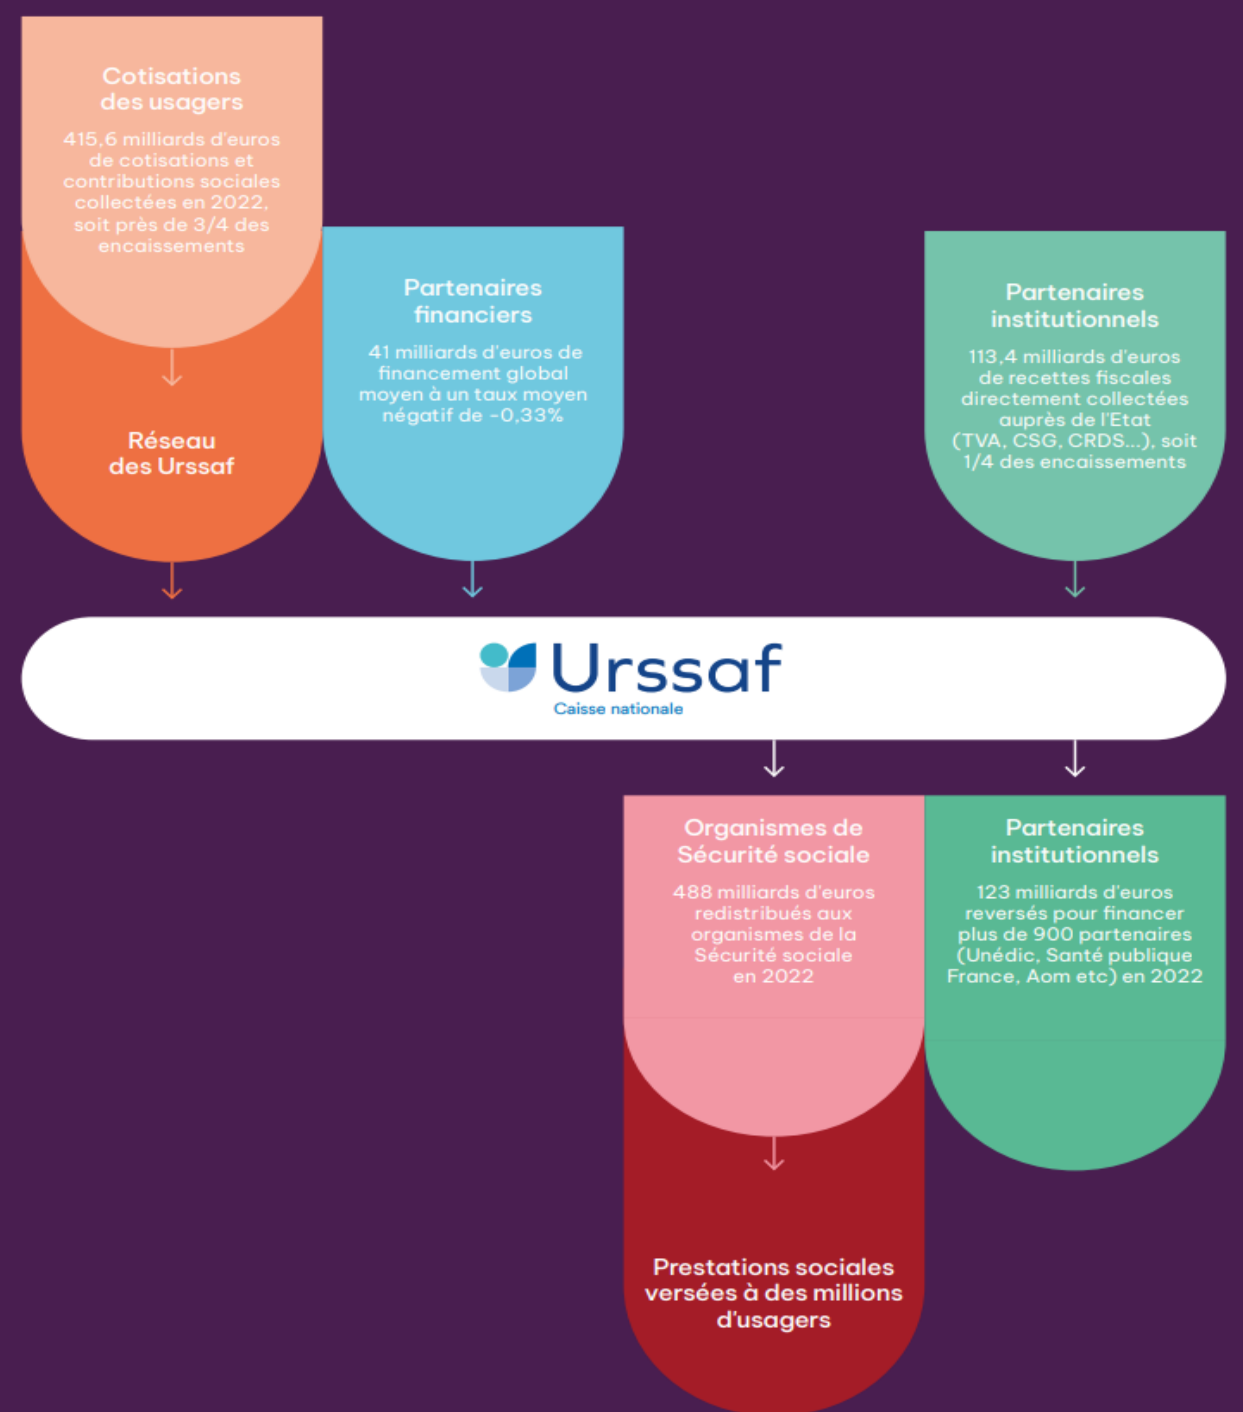 Cotisations
des usagers
415,6 milliards d'euros
de cotisations et
contributions sociales
collectées en 2022,
soit près de 3/4 des
encaissements
Réseau
des Urssaf
Partenaires
financiers
41 milliards d'euros de
financement global
moyen à un taux moyen
négatif de -0,33%
Partenaires
institutionnels
113,4 milliards d'euros
de recettes fiscales
directement collectées
auprès de l'Etat
(TVA, CSG, CRDS...), soit
1/4 des encaissements
Urssaf
Caisse nationale
Organismes de
Sécurité sociale
488 milliards d'euros
redistribués aux
organismes de la
Sécurité sociale
en 2022
Prestations sociales
versées à des millions
d'usagers
Partenaires
institutionnels
123 milliards d'euros
reversés pour financer
plus de 900 partenaires
(Unédic, Santé publique
France, Aom etc) en 2022